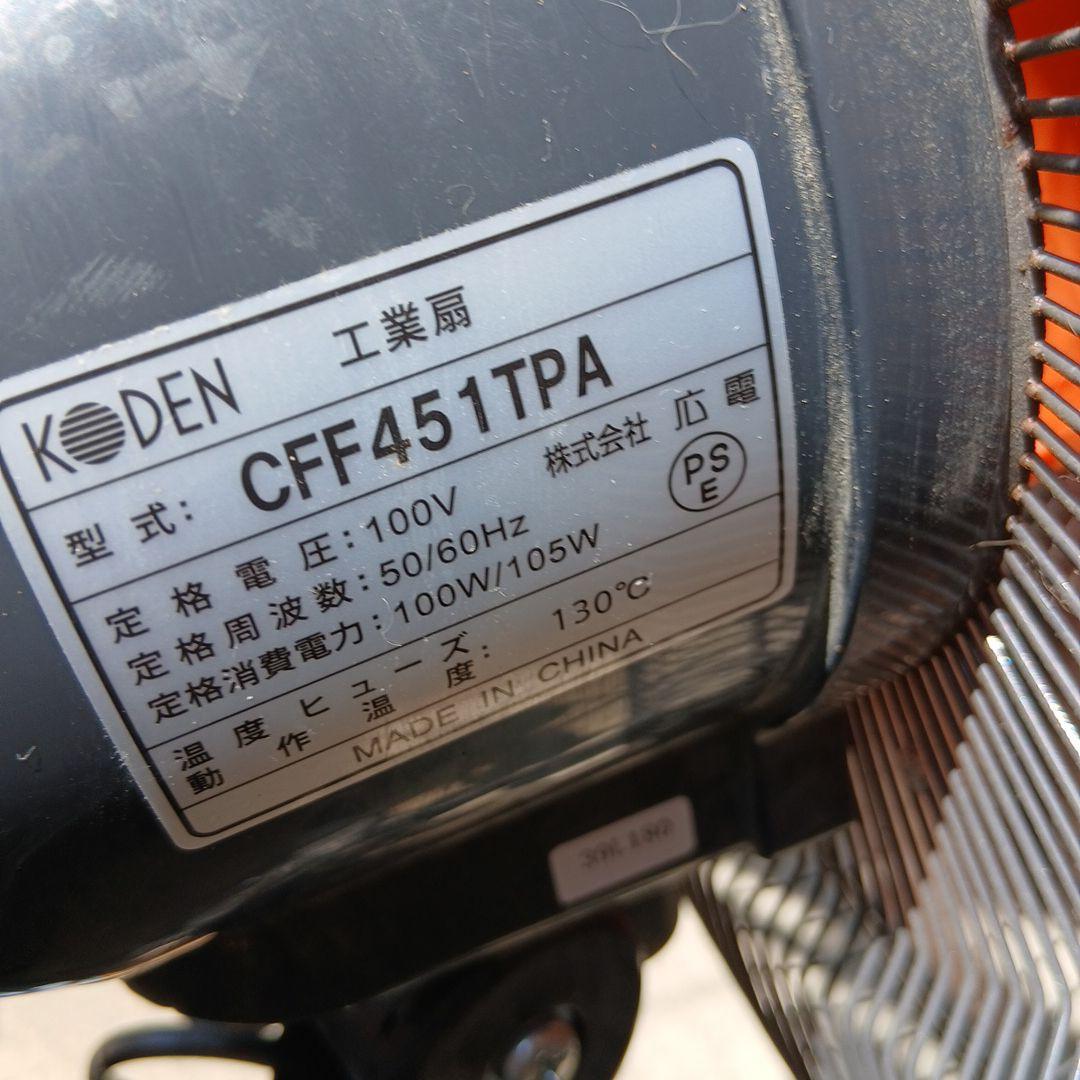 KODEN 工業扇
型式: CFF451TPA
定格電圧: 100V 株式会社 広電
定格周波数: 50/60Hz PSE
定格消費電力: 100W/105W
温度ヒューズ
動作温度: 130℃
MADE IN CHINA